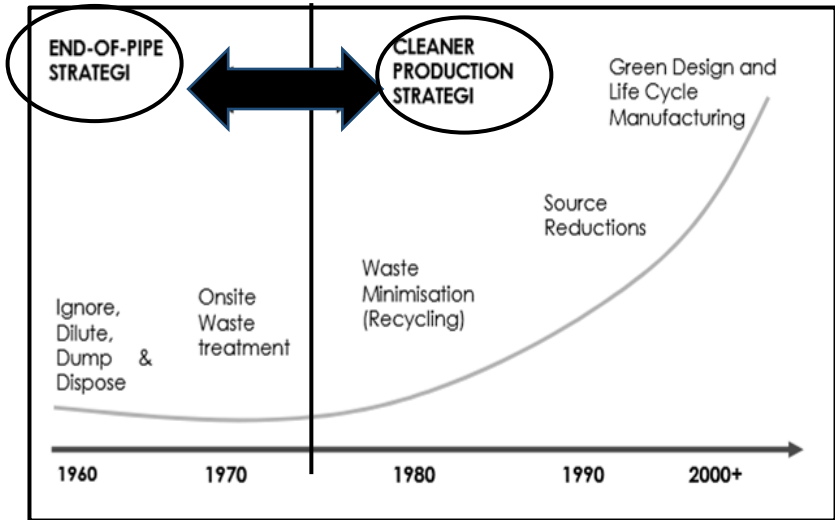 END-OF-PIPE
STRATEGI
CLEANER
PRODUCTION
STRATEGI
Green Design and
Life Cycle
Manufacturing
Source
Reductions
Waste
Minimisation
(Recycling)
Onsite
Waste
treatment
Ignore,
Dilute,
Dump &
Dispose
1960 1970 1980 1990 2000+